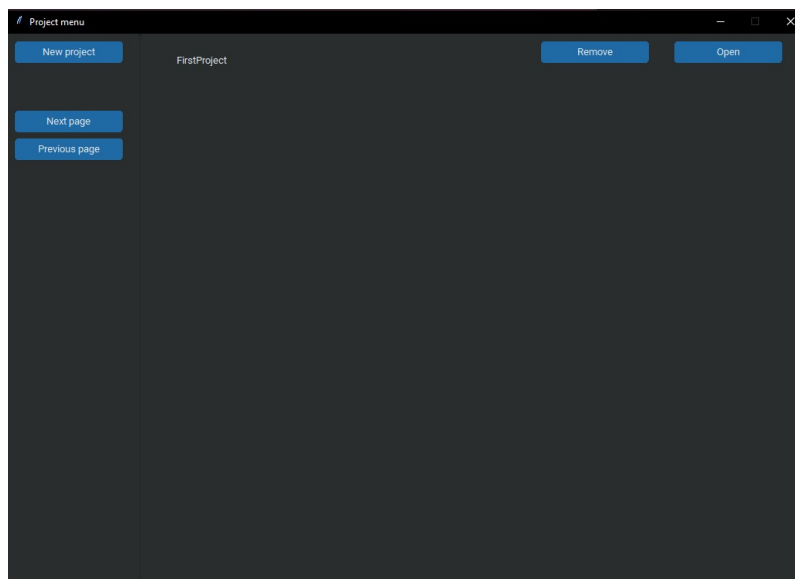 Project menu
New project
FirstProject
Remove
Open
Next page
Previous page